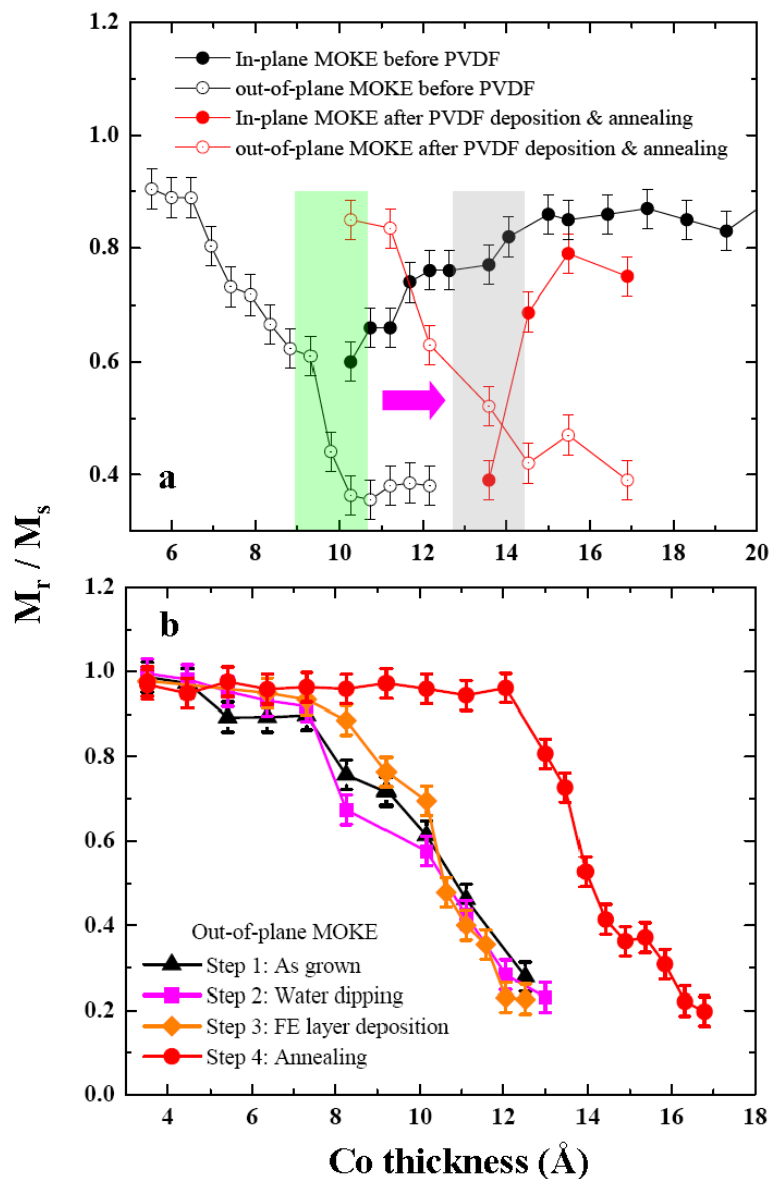 1.2
1.0
0.8
0.6
0.4
In-plane MOKE before PVDF
out-of-plane MOKE before PVDF
In-plane MOKE after PVDF deposition & annealing
out-of-plane MOKE after PVDF deposition & annealing
a
6 8 10 12 14 16 18 20
M_r / M_s
1.2
1.0
0.8
0.6
0.4
0.2
0.0
b
Out-of-plane MOKE
Step 1: As grown
Step 2: Water dipping
Step 3: FE layer deposition
Step 4: Annealing
4 6 8 10 12 14 16 18
Co thickness (Å)